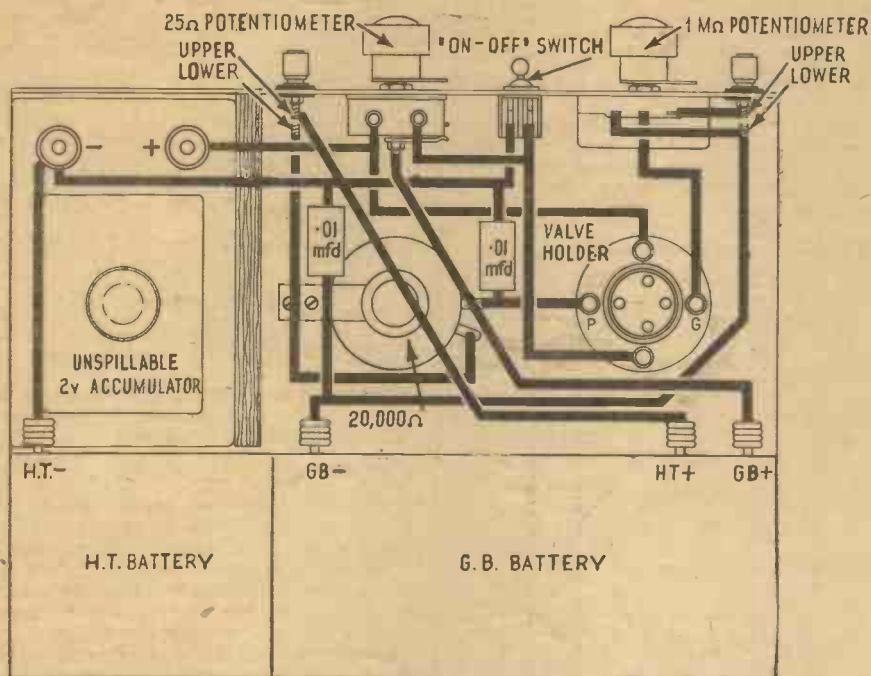 25Ω POTENTIOMETER
1 MΩ POTENTIOMETER
"ON-OFF" SWITCH
UPPER
LOWER
UPPER
LOWER
- +
.01
mfd
.01
mfd
VALVE
HOLDER
P G
UNSPILLABLE
2v ACCUMULATOR
20,000Ω
H.T.-
GB-
HT+
GB+
H.T. BATTERY
G.B. BATTERY